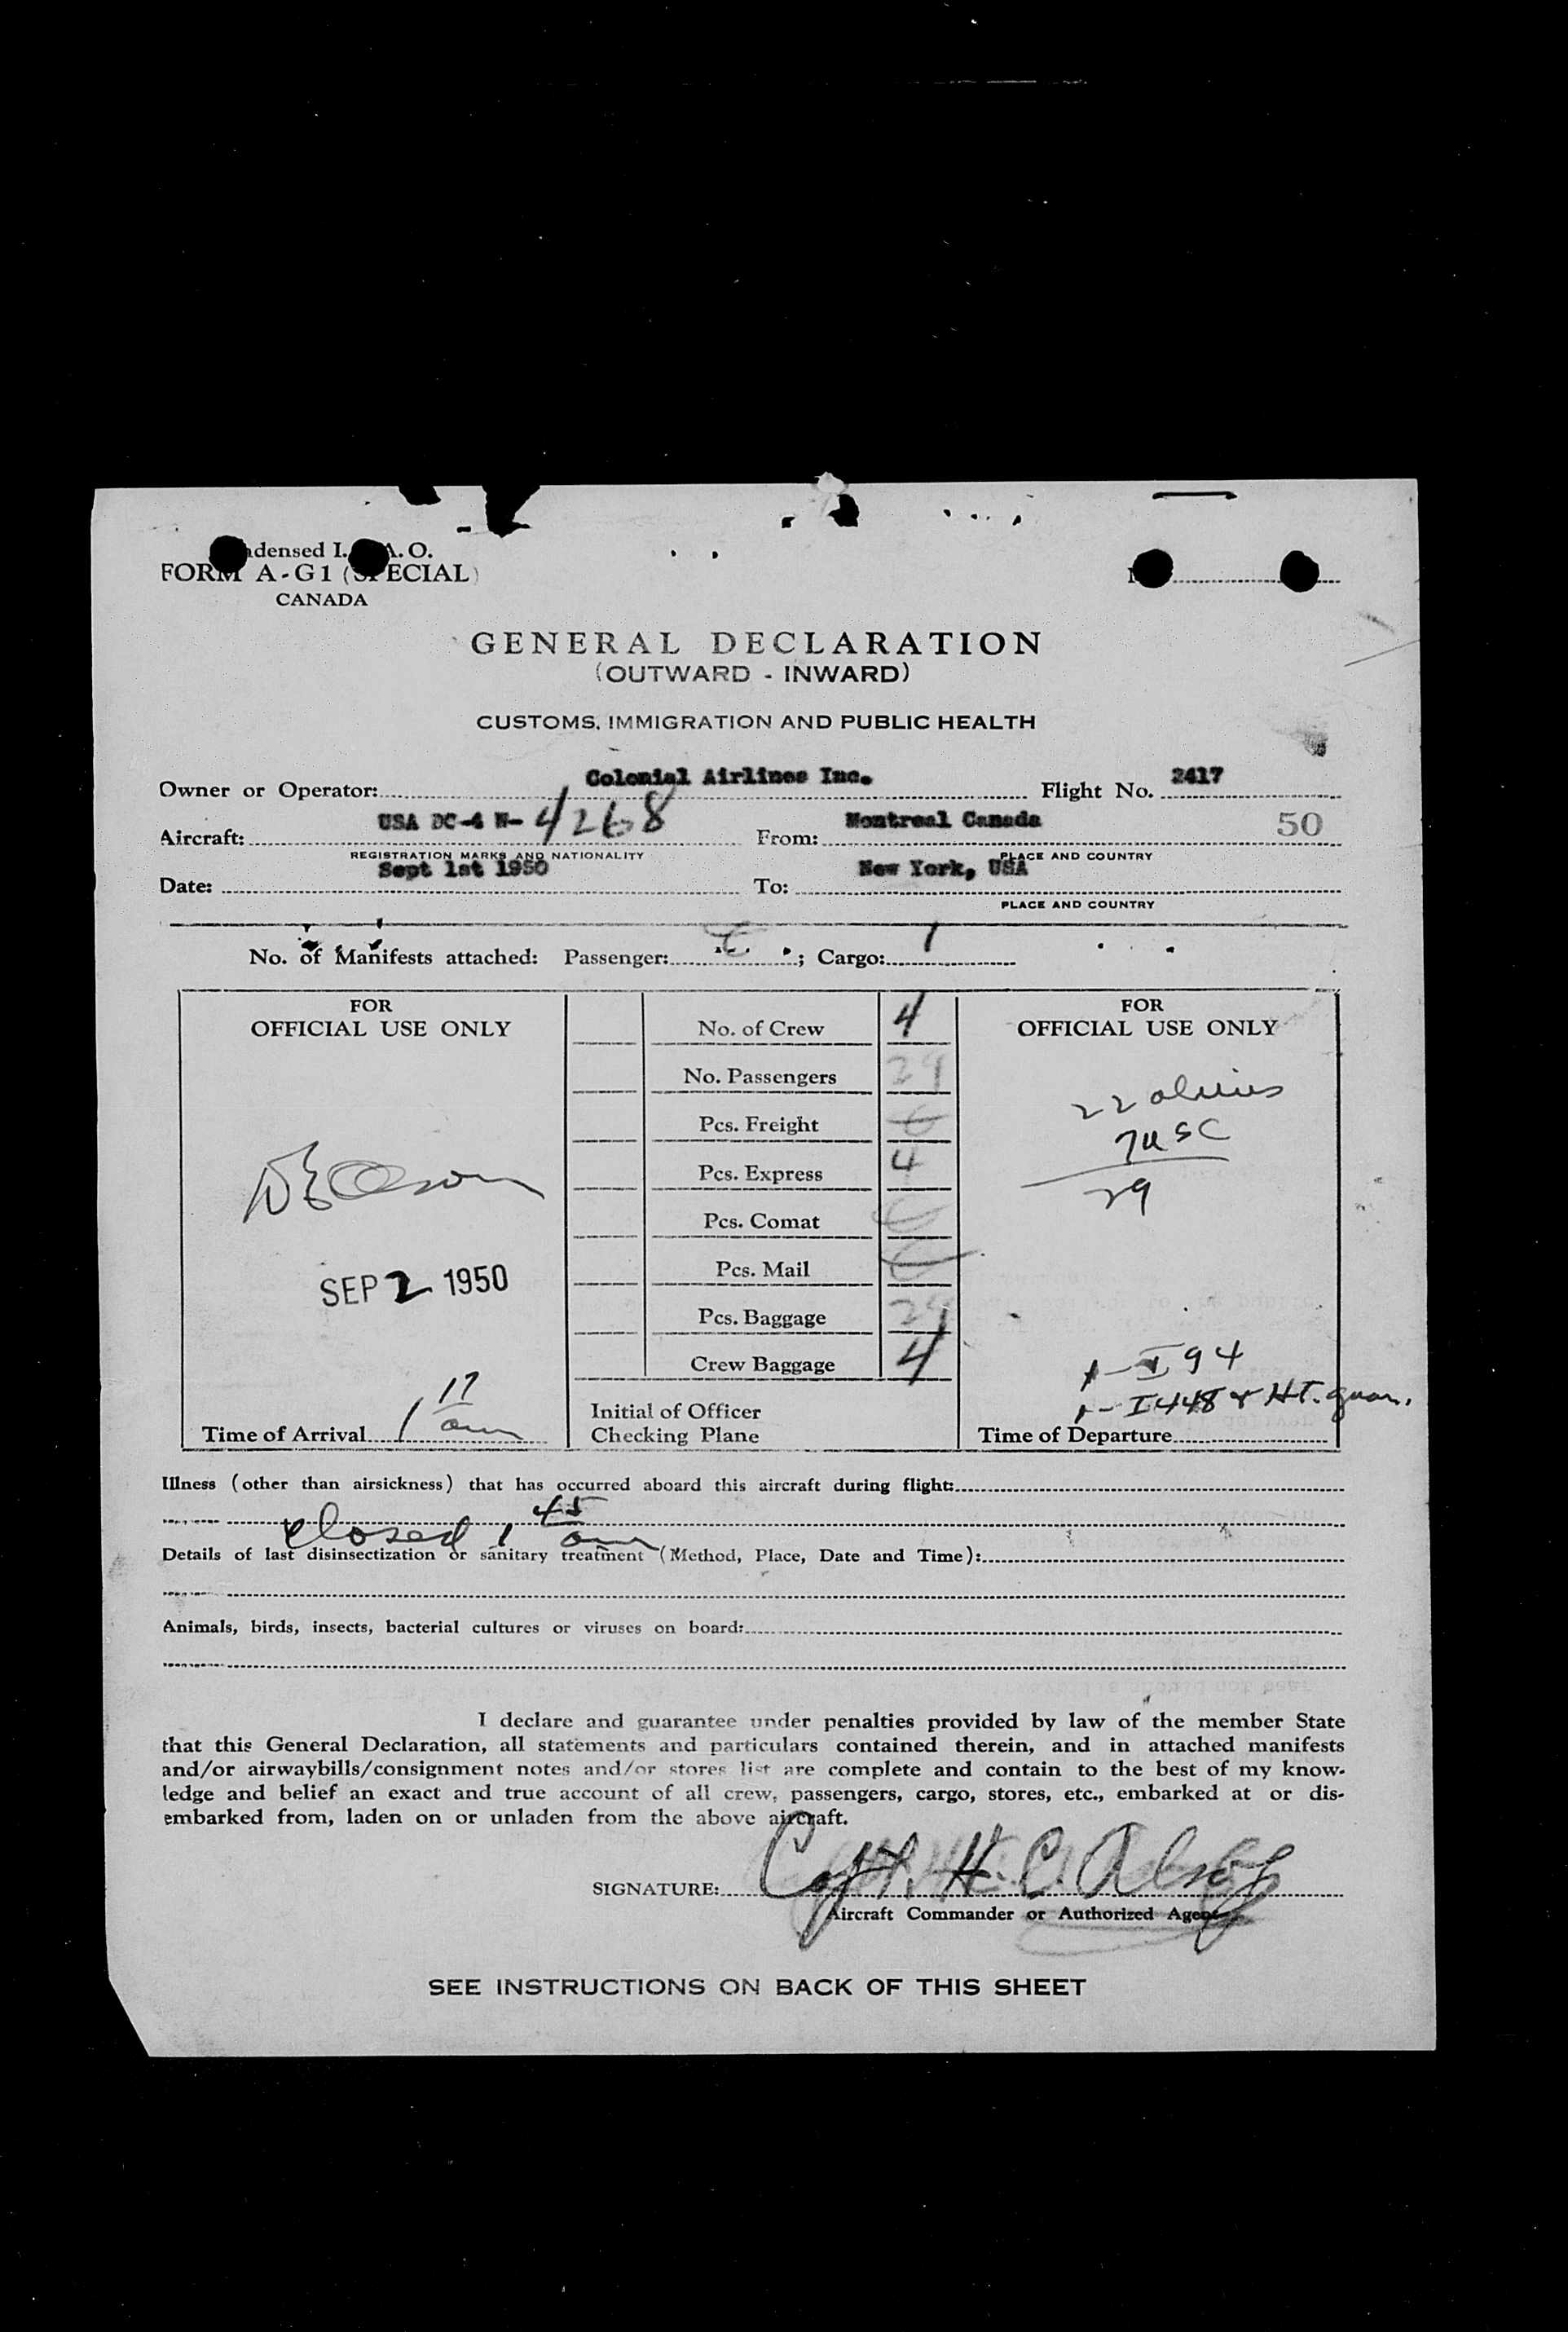 ndensed I. A. O.
FORM A-G1 (SPECIAL)
CANADA
GENERAL DECLARATION
(OUTWARD - INWARD)
CUSTOMS, IMMIGRATION AND PUBLIC HEALTH
Owner or Operator: Colonial Airlines Inc. Flight No. 2417
Aircraft: USA DC-4 N- 4268 From: Montreal Canada 50
REGISTRATION MARKS AND NATIONALITY PLACE AND COUNTRY
Date: Sept 1st 1950 To: New York, USA
PLACE AND COUNTRY
No. of Manifests attached: Passenger: ; Cargo: 1
FOR OFFICIAL USE ONLY
SEP 2 1950
Time of Arrival 1 17 am
No. of Crew 4
No. Passengers 29
Pcs. Freight
Pcs. Express 4
Pcs. Comat
Pcs. Mail
Pcs. Baggage 29
Crew Baggage 4
Initial of Officer
Checking Plane
FOR OFFICIAL USE ONLY
22 aliens
7 USC
29
1 - I 94
1 - I 448 & HT. quan.
Time of Departure
Illness (other than airsickness) that has occurred aboard this aircraft during flight:
closed 1 45 am
Details of last disinsectization or sanitary treatment (Method, Place, Date and Time):
Animals, birds, insects, bacterial cultures or viruses on board:
I declare and guarantee under penalties provided by law of the member State
that this General Declaration, all statements and particulars contained therein, and in attached manifests
and/or airwaybills/consignment notes and/or stores list are complete and contain to the best of my know-
ledge and belief an exact and true account of all crew, passengers, cargo, stores, etc., embarked at or dis-
embarked from, laden on or unladen from the above aircraft.
SIGNATURE: Capt. H. C. Alsop
Aircraft Commander or Authorized Agent
SEE INSTRUCTIONS ON BACK OF THIS SHEET